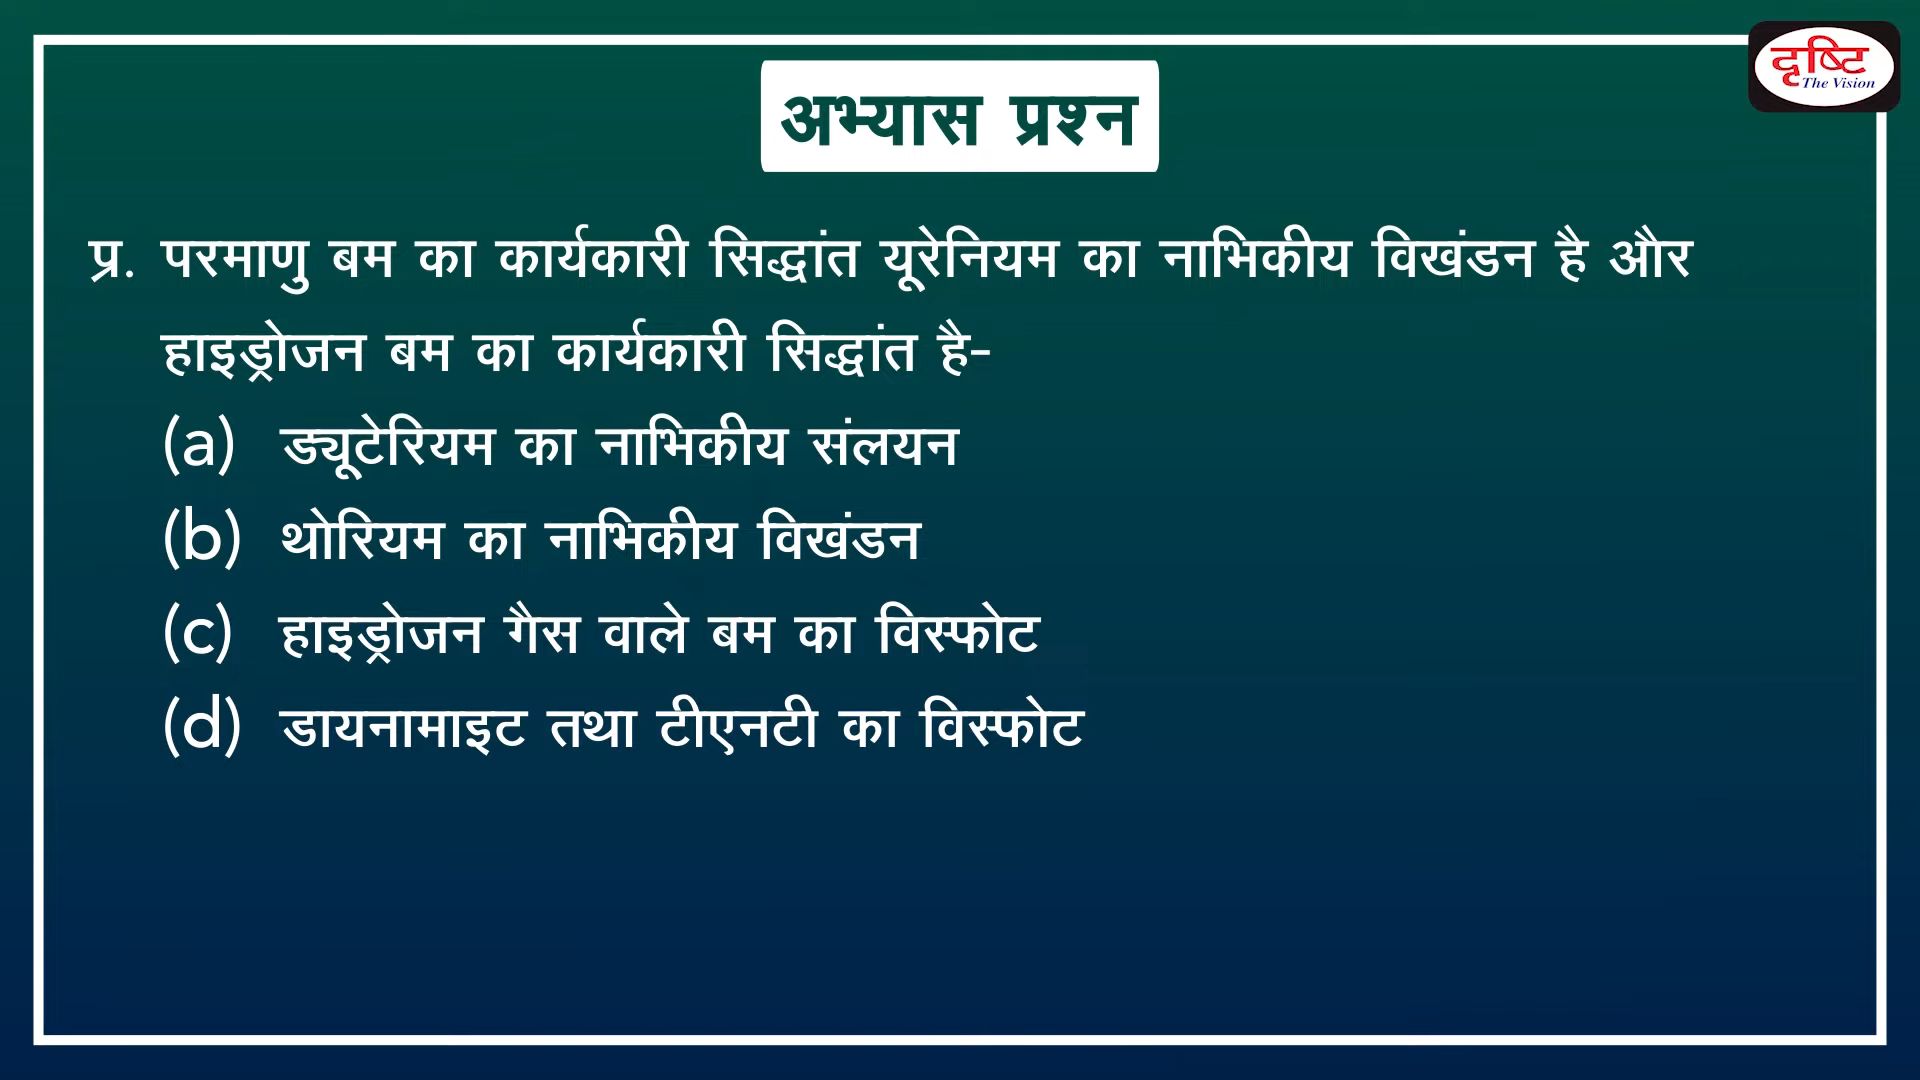 दृष्टि
The Vision
अभ्यास प्रश्न
प्र. परमाणु बम का कार्यकारी सिद्धांत यूरेनियम का नाभिकीय विखंडन है और
हाइड्रोजन बम का कार्यकारी सिद्धांत है-
(a) ड्यूटेरियम का नाभिकीय संलयन
(b) थोरियम का नाभिकीय विखंडन
(c) हाइड्रोजन गैस वाले बम का विस्फोट
(d) डायनामाइट तथा टीएनटी का विस्फोट